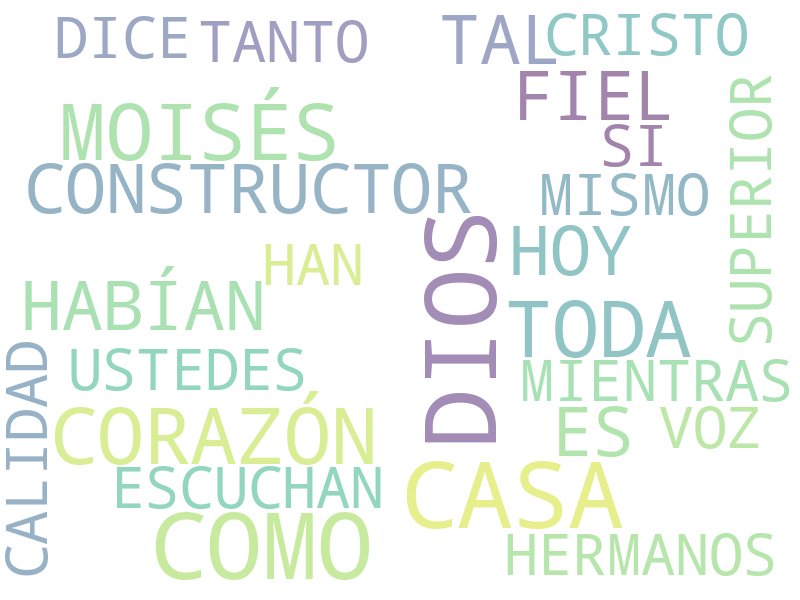 DICE TANTO TAL CRISTO
FIEL
MOISÉS SI
CONSTRUCTOR MISMO
SUPERIOR
HAN HOY
HABÍAN DIOS TODA
USTEDES MIENTRAS
CALIDAD
CORAZÓN ES VOZ
ESCUCHAN CASA
COMO HERMANOS